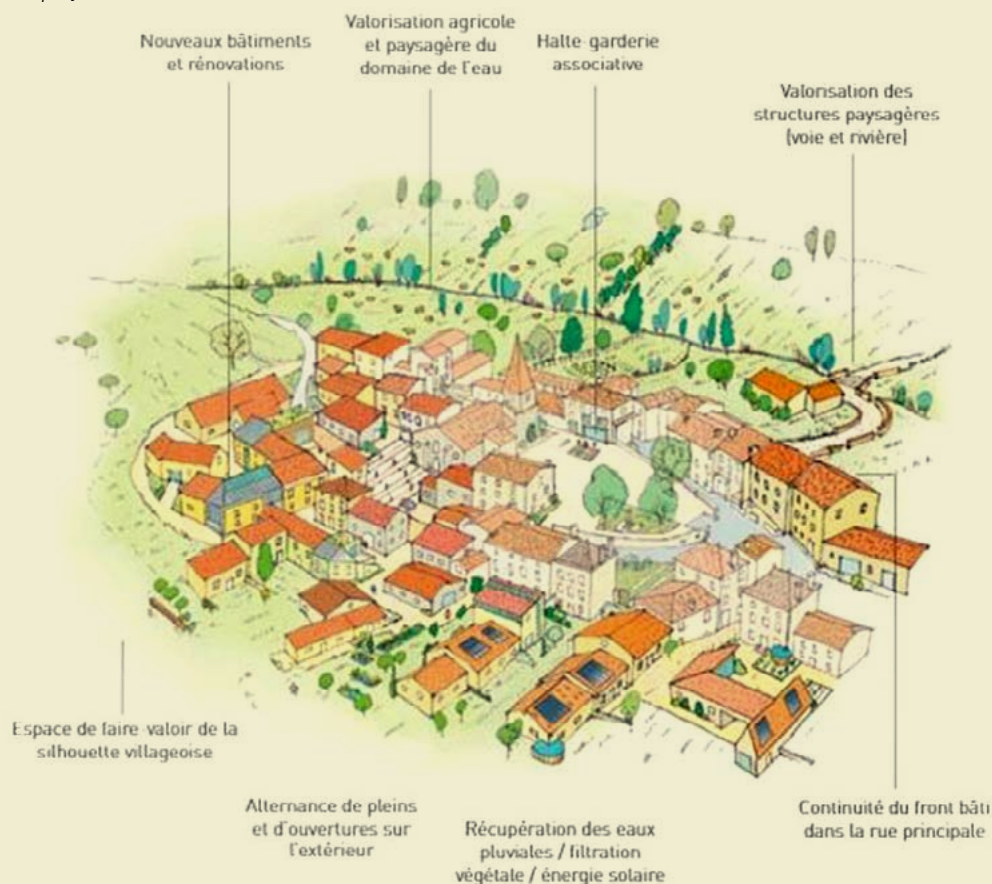 Nouveaux bâtiments
et rénovations
Valorisation agricole
et paysagère du
domaine de l'eau
Halte-garderie
associative
Valorisation des
structures paysagères
(voie et rivière)
Espace de faire-valoir de la
silhouette villageoise
Alternance de pleins
et d'ouvertures sur
l'extérieur
Récupération des eaux
pluviales / filtration
végétale / énergie solaire
Continuité du front bâti
dans la rue principale